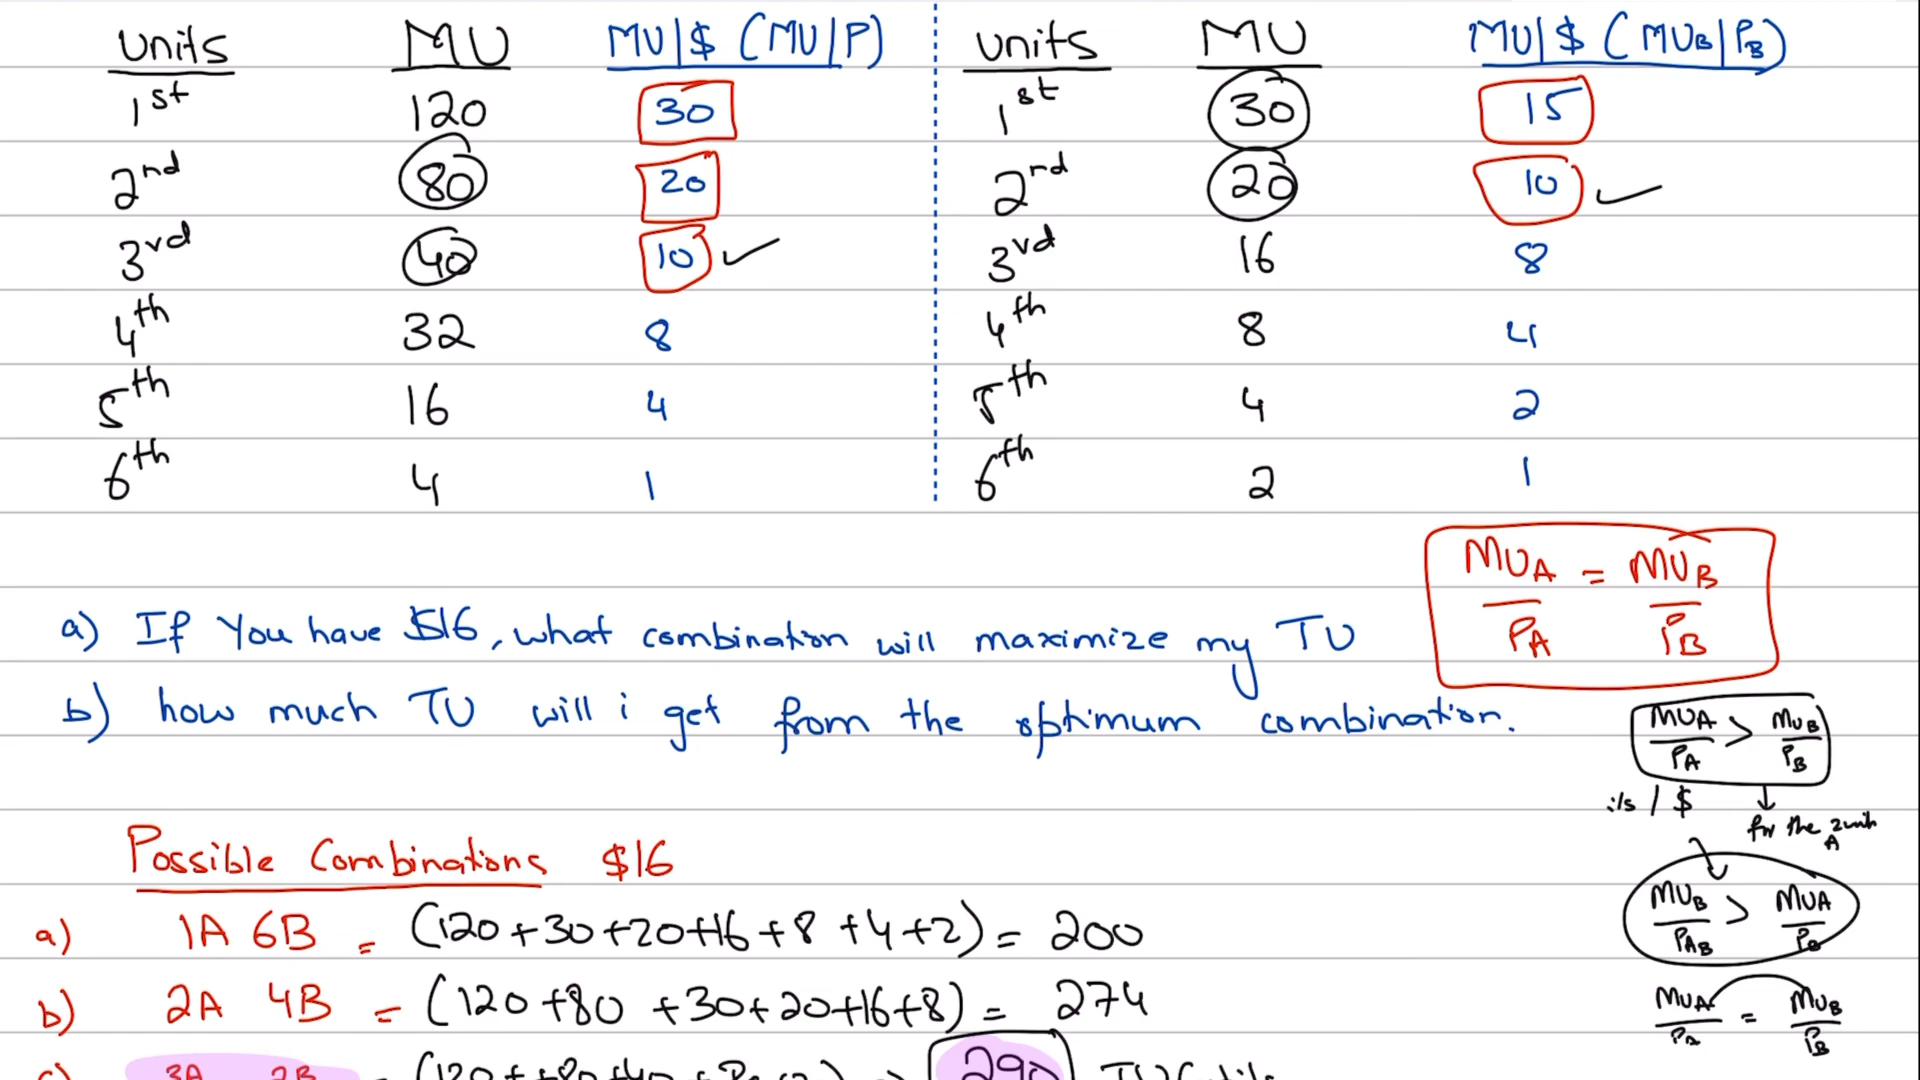 Units MU MU/$ (MU/P) Units MU MU/$ (MUB/PB)
1st 120 30 1st 30 15
2nd 80 20 2nd 20 10 ✓
3rd 40 10 ✓ 3rd 16 8
4th 32 8 4th 8 4
5th 16 4 5th 4 2
6th 4 1 6th 2 1
MUA/PA = MUB/PB
a) If You have $16, what combination will maximize my TU
b) how much TU will i get from the optimum combination.
MUA/PA > MUB/PB
/ $ ↓
for the 2 unit A
MUB/PAB > MUA/PB
MUA/PA = MUB/PB
Possible Combinations $16
a) 1A 6B = (120+30+20+16+8+4+2) = 200
b) 2A 4B = (120+80+30+20+16+8) = 274
c) 3A 2B = 290